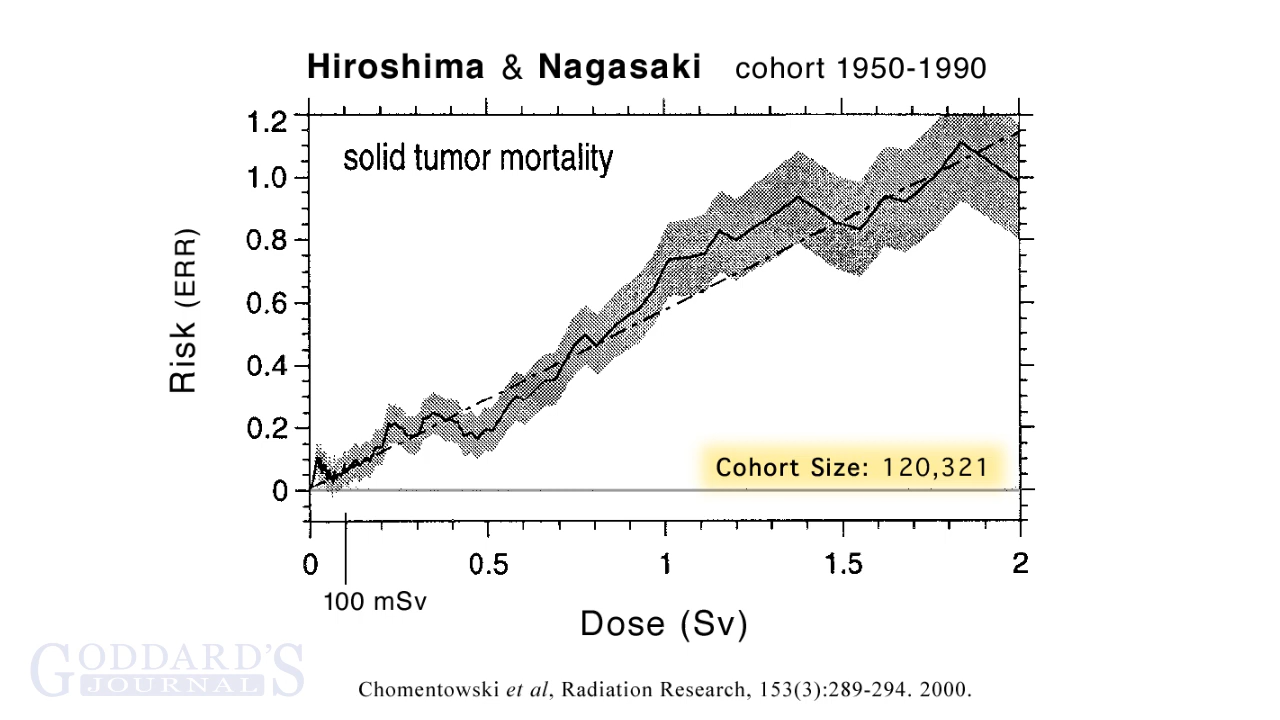 Hiroshima & Nagasaki cohort 1950-1990
solid tumor mortality
1.2
1.0
0.8
0.6
0.4
0.2
0
Risk (ERR)
Cohort Size: 120,321
0 0.5 1 1.5 2
100 mSv
Dose (Sv)
GODDARD'S
JOURNAL
Chomentowski et al, Radiation Research, 153(3):289-294. 2000.